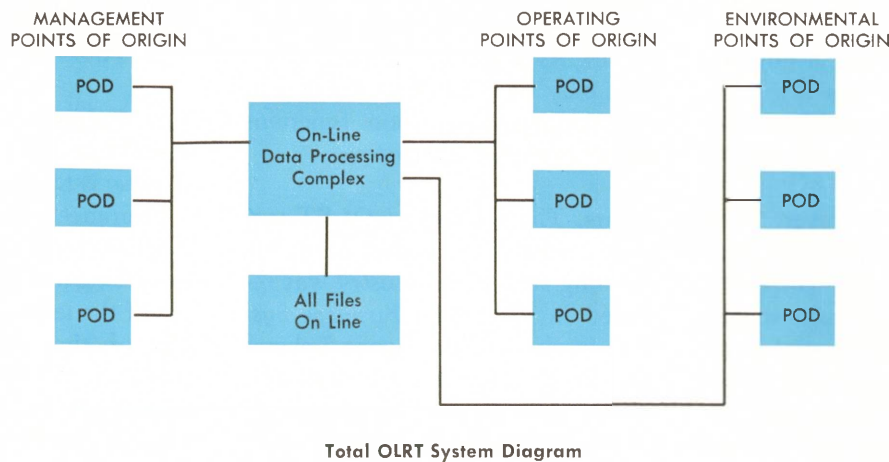 MANAGEMENT
POINTS OF ORIGIN
OPERATING
POINTS OF ORIGIN
ENVIRONMENTAL
POINTS OF ORIGIN
POD
POD
POD
On-Line
Data Processing
Complex
All Files
On Line
POD
POD
POD
POD
POD
POD
Total OLRT System Diagram